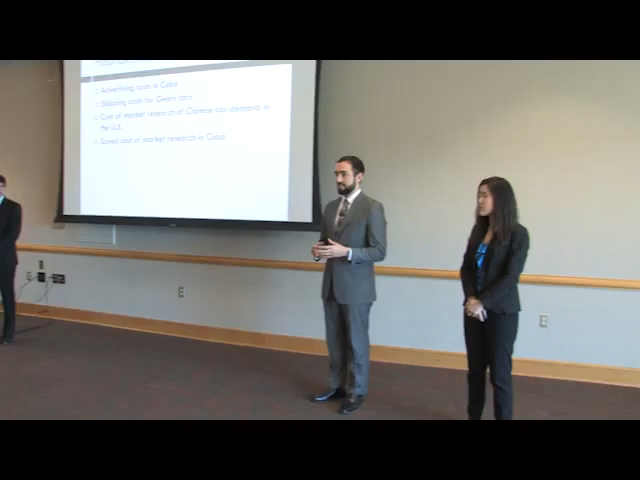 Advertising costs in Cuba
Shipping costs for Geely cars
Cost of market research of Chinese car demand in
the U.S.
Saved cost of market research in Cuba